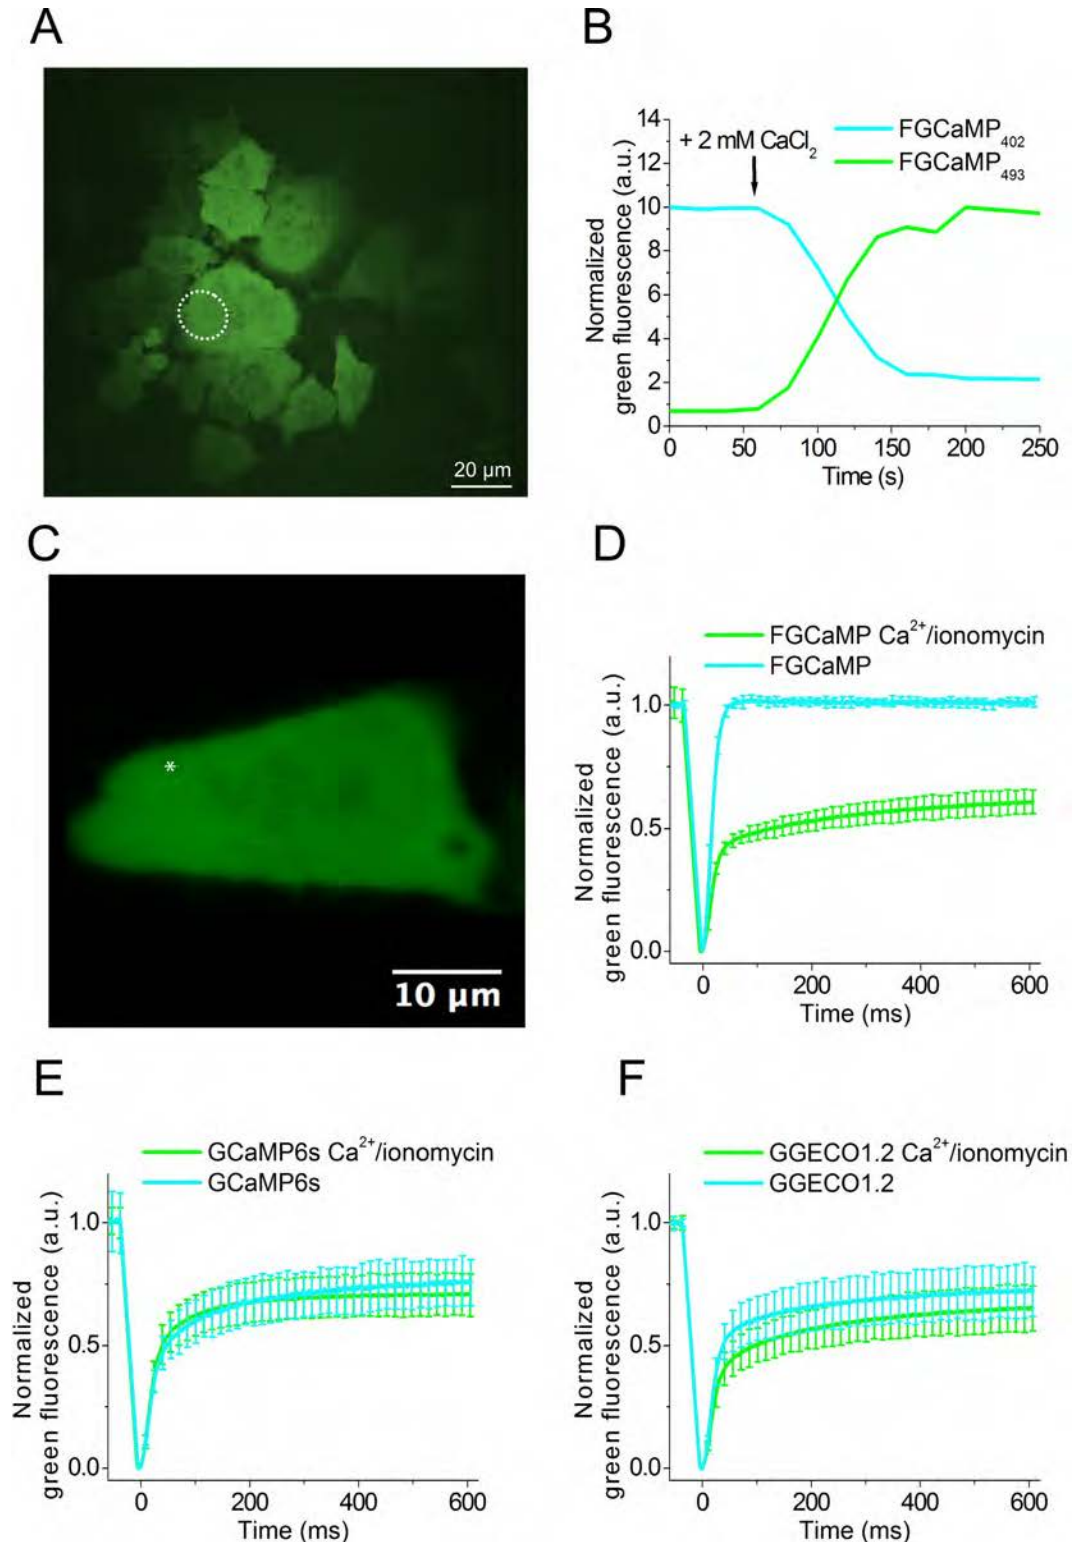 A
20 µm
B
+ 2 mM CaCl₂
FGCaMP₄₀₂
FGCaMP₄₉₃
Normalized
green fluorescence (a.u.)
14
12
10
8
6
4
2
0
0 50 100 150 200 250
Time (s)
C
*
10 µm
D
FGCaMP Ca²⁺/ionomycin
FGCaMP
Normalized
green fluorescence (a.u.)
1.0
0.5
0.0
0 200 400 600
Time (ms)
E
GCaMP6s Ca²⁺/ionomycin
GCaMP6s
Normalized
green fluorescence (a.u.)
1.0
0.5
0.0
0 200 400 600
Time (ms)
F
GGECO1.2 Ca²⁺/ionomycin
GGECO1.2
Normalized
green fluorescence (a.u.)
1.0
0.5
0.0
0 200 400 600
Time (ms)